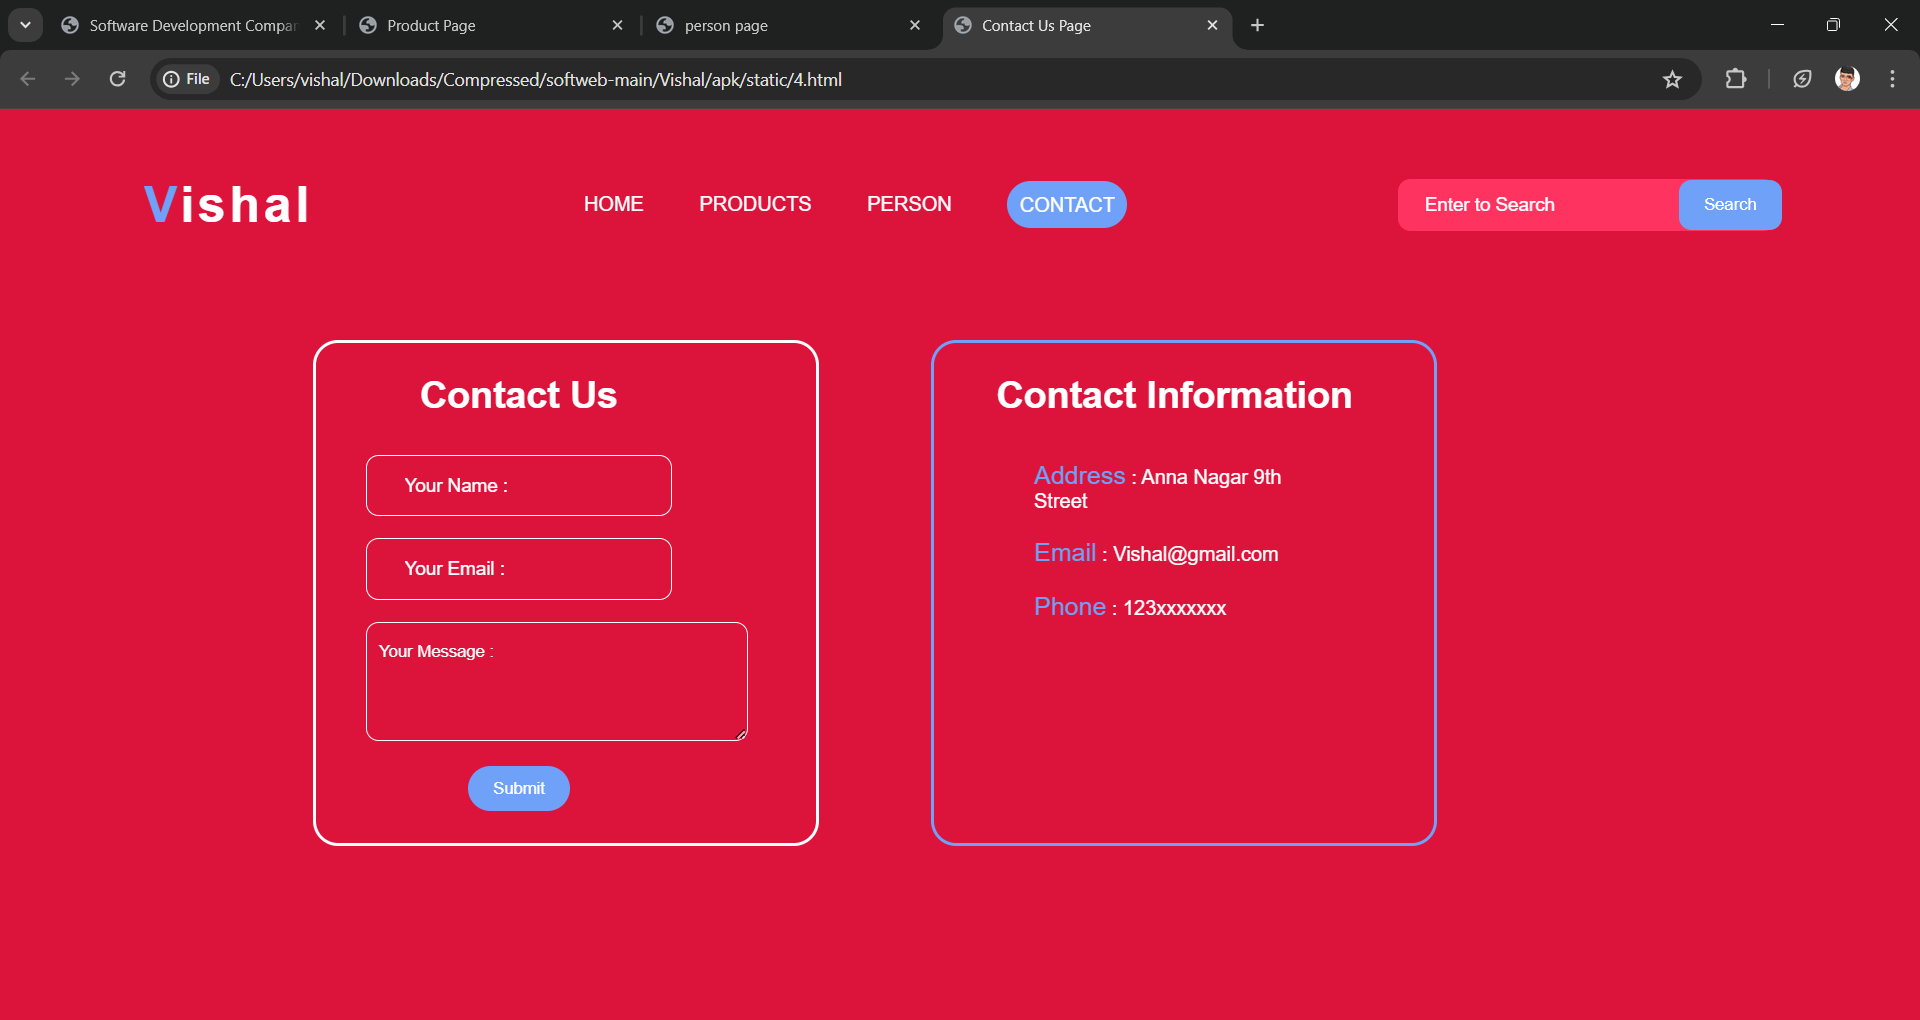 Software Development Compan
Product Page
person page
Contact Us Page
File
C:/Users/vishal/Downloads/Compressed/softweb-main/Vishal/apk/static/4.html
Vishal
HOME
PRODUCTS
PERSON
CONTACT
Enter to Search
Search
Contact Us
Your Name :
Your Email :
Your Message :
Submit
Contact Information
Address : Anna Nagar 9th
Street
Email : Vishal@gmail.com
Phone : 123xxxxxxx